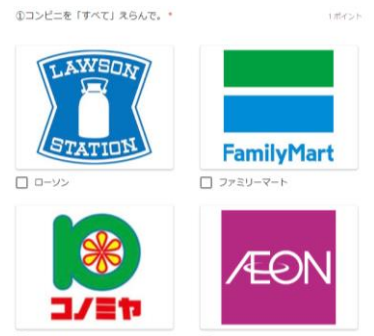 ①コンビニを「すべて」えらんで。*
1 ポイント
LAWSON
STATION
FamilyMart
ローソン
ファミリーマート
コノミヤ
ÆON